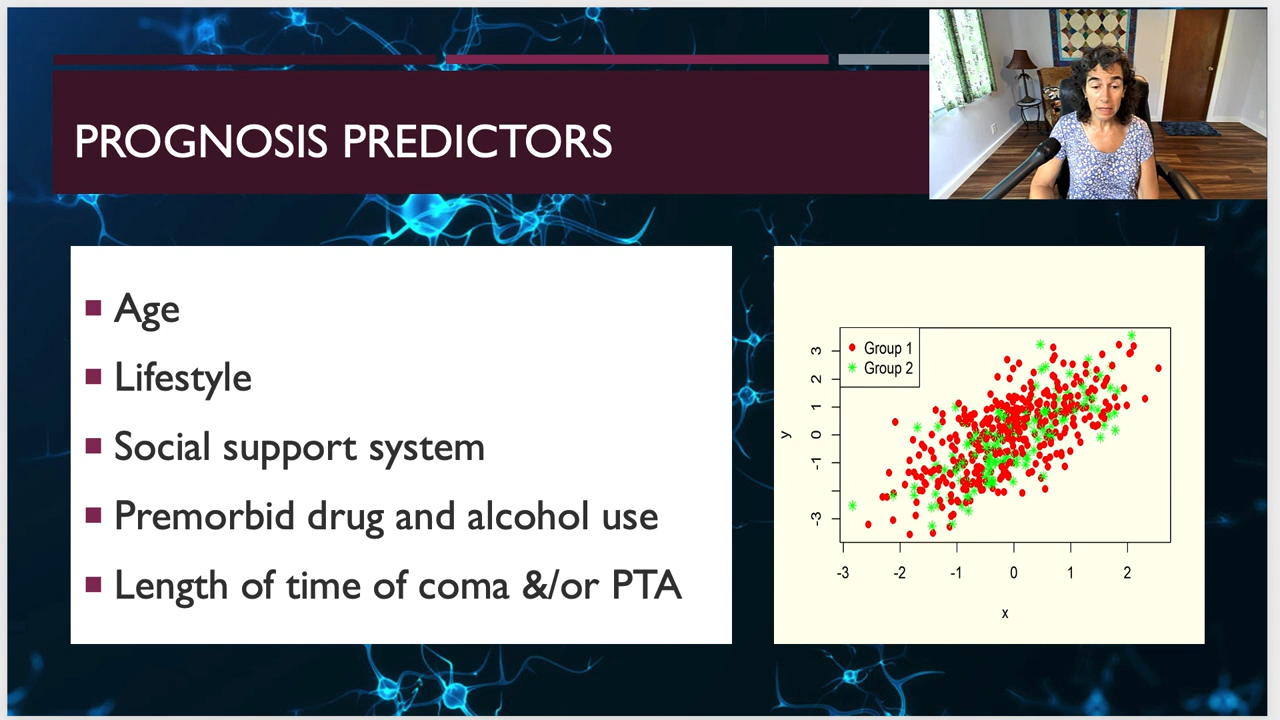 PROGNOSIS PREDICTORS
Age
Lifestyle
Social support system
Premorbid drug and alcohol use
Length of time of coma &/or PTA
Group 1
Group 2
3
2
1
0
-1
-3
y
-3
-2
-1
0
1
2
x